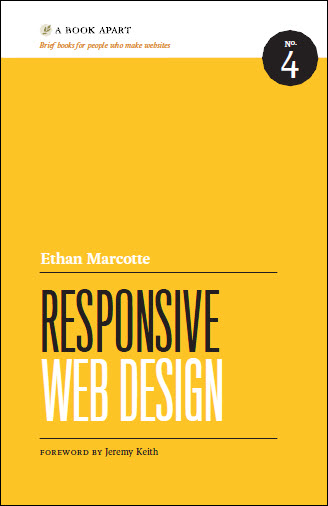 A BOOK APART
Brief books for people who make websites
No.
4
Ethan Marcotte
RESPONSIVE
WEB DESIGN
FOREWORD BY Jeremy Keith